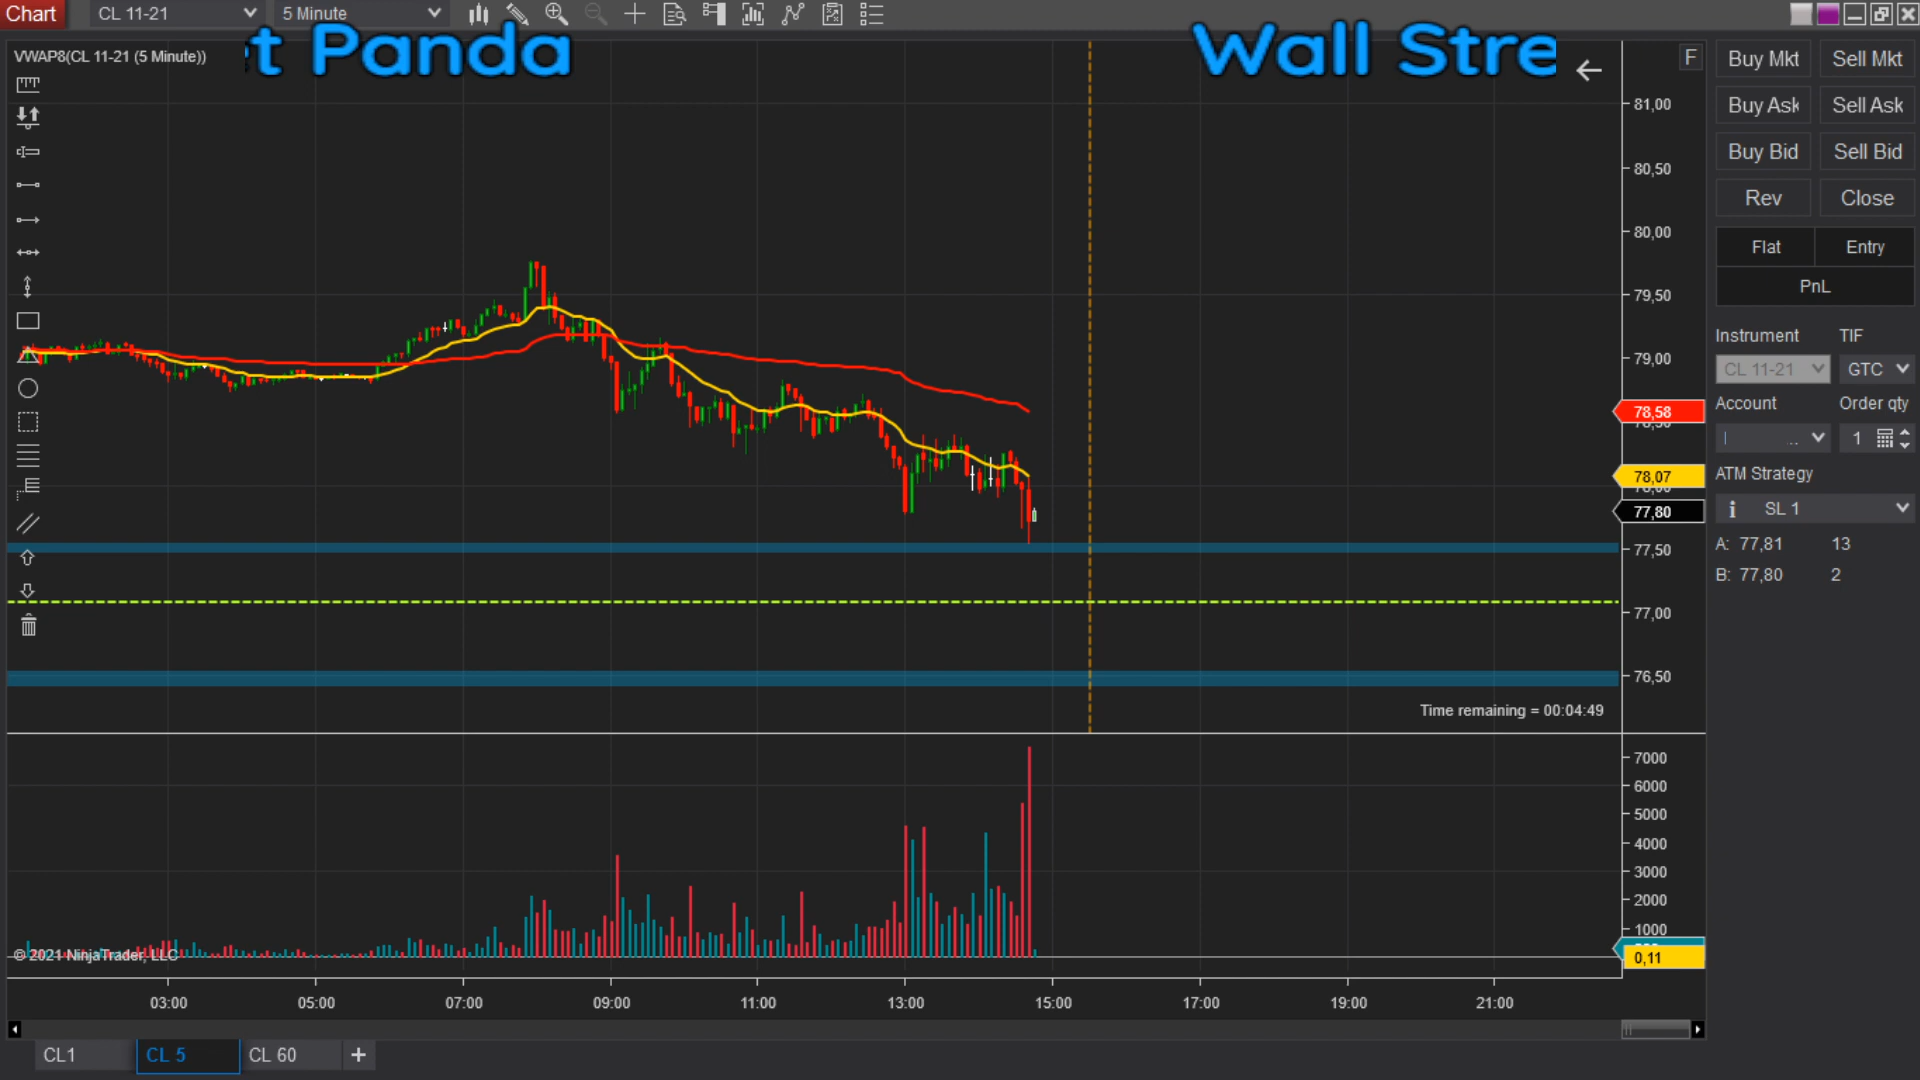 Chart CL 11-21 5 Minute
VWAP8(CL 11-21 (5 Minute))
t Panda
Wall Stre
F
81,00
80,50
80,00
79,50
79,00
78,58
78,07
77,80
77,50
77,00
76,50
Time remaining = 00:04:49
7000
6000
5000
4000
3000
2000
1000
0,11
© 2021 NinjaTrader, LLC
03:00 05:00 07:00 09:00 11:00 13:00 15:00 17:00 19:00 21:00
CL1 CL 5 CL 60 +
Buy Mkt Sell Mkt
Buy Ask Sell Ask
Buy Bid Sell Bid
Rev Close
Flat Entry
PnL
Instrument TIF
CL 11-21 GTC
Account Order qty
1
ATM Strategy
SL 1
A: 77,81 13
B: 77,80 2